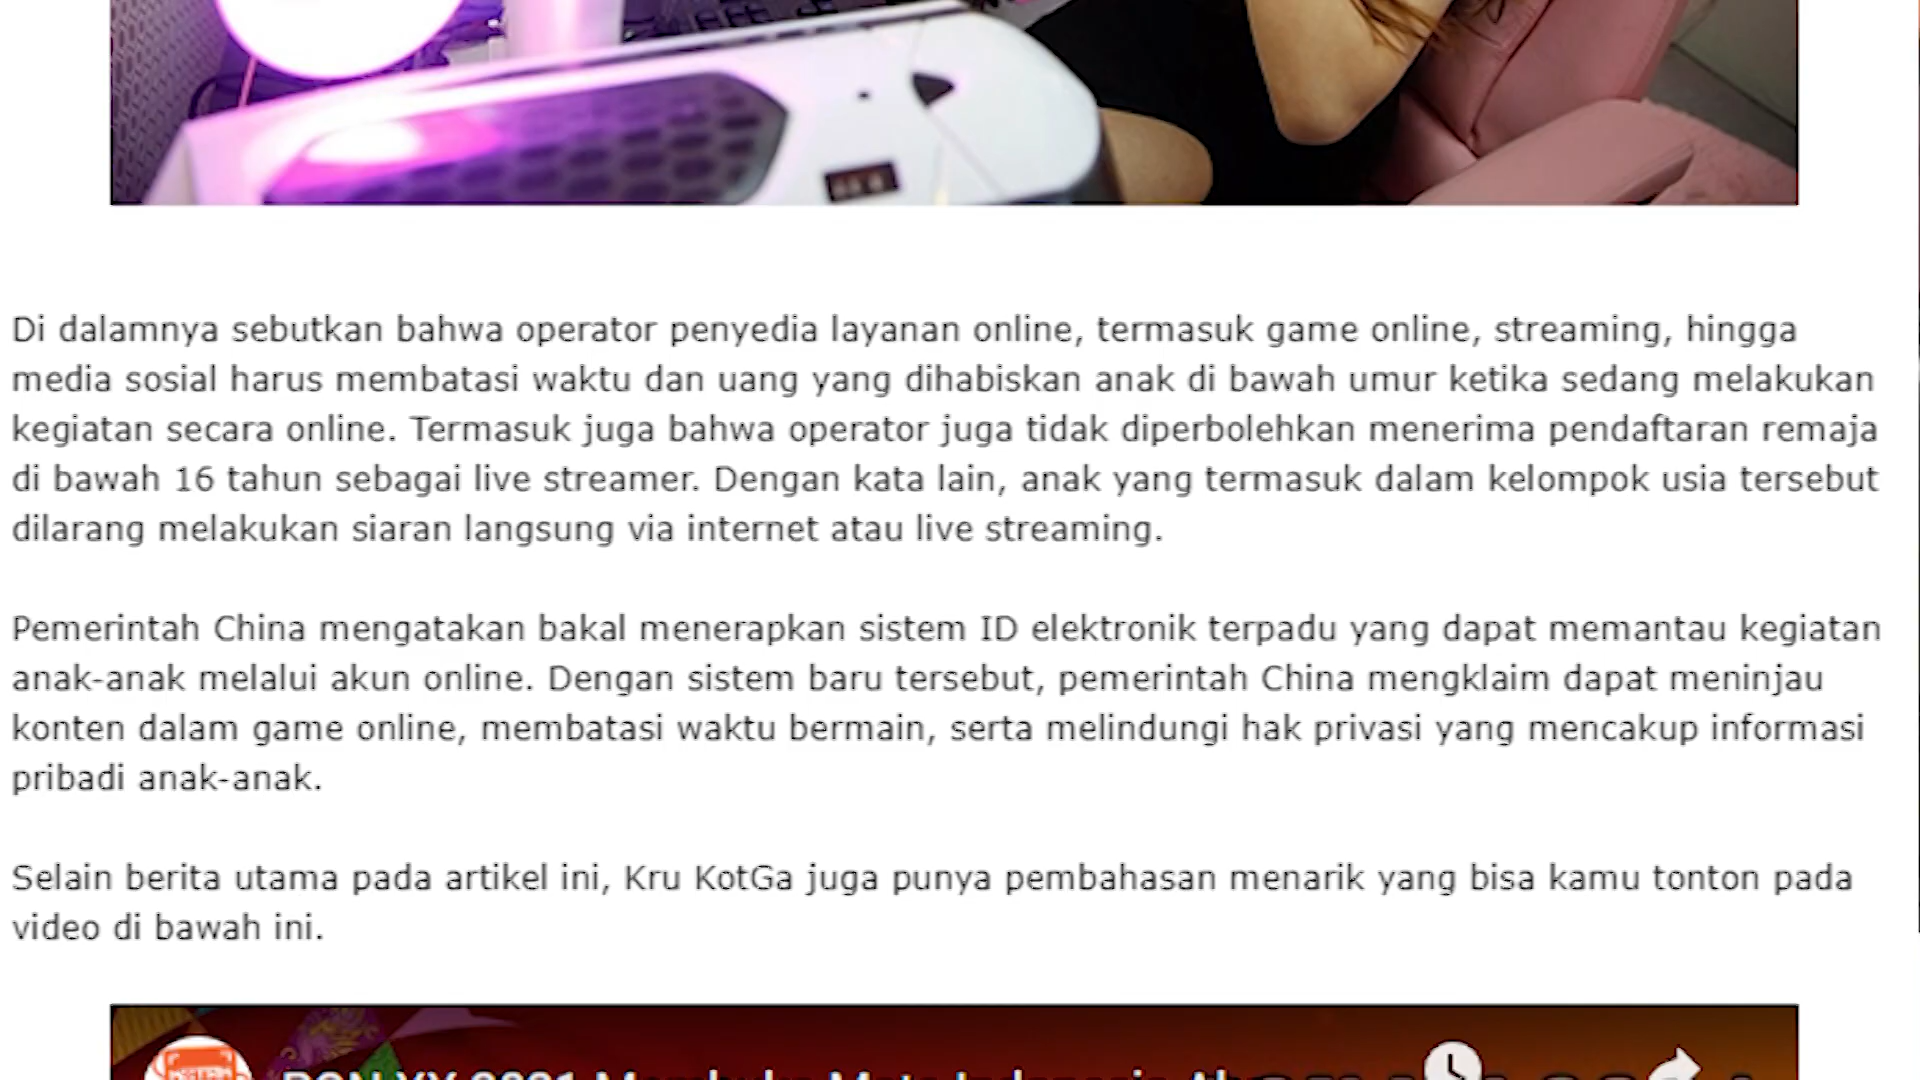 Di dalamnya sebutkan bahwa operator penyedia layanan online, termasuk game online, streaming, hingga
media sosial harus membatasi waktu dan uang yang dihabiskan anak di bawah umur ketika sedang melakukan
kegiatan secara online. Termasuk juga bahwa operator juga tidak diperbolehkan menerima pendaftaran remaja
di bawah 16 tahun sebagai live streamer. Dengan kata lain, anak yang termasuk dalam kelompok usia tersebut
dilarang melakukan siaran langsung via internet atau live streaming.
Pemerintah China mengatakan bakal menerapkan sistem ID elektronik terpadu yang dapat memantau kegiatan
anak-anak melalui akun online. Dengan sistem baru tersebut, pemerintah China mengklaim dapat meninjau
konten dalam game online, membatasi waktu bermain, serta melindungi hak privasi yang mencakup informasi
pribadi anak-anak.
Selain berita utama pada artikel ini, Kru KotGa juga punya pembahasan menarik yang bisa kamu tonton pada
video di bawah ini.